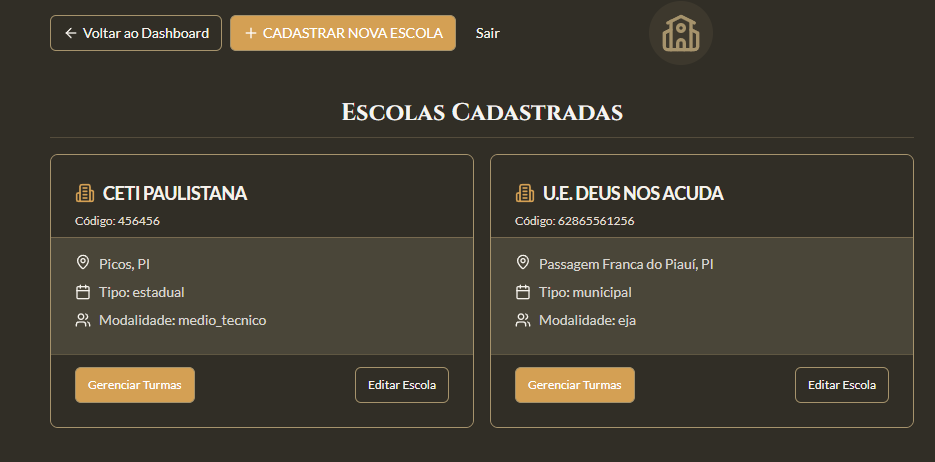 Voltar ao Dashboard
CADASTRAR NOVA ESCOLA
Sair
Escolas Cadastradas
CETI PAULISTANA
Código: 456456
Picos, PI
Tipo: estadual
Modalidade: medio_tecnico
Gerenciar Turmas
Editar Escola
U.E. DEUS NOS ACUDA
Código: 62865561256
Passagem Franca do Piauí, PI
Tipo: municipal
Modalidade: eja
Gerenciar Turmas
Editar Escola